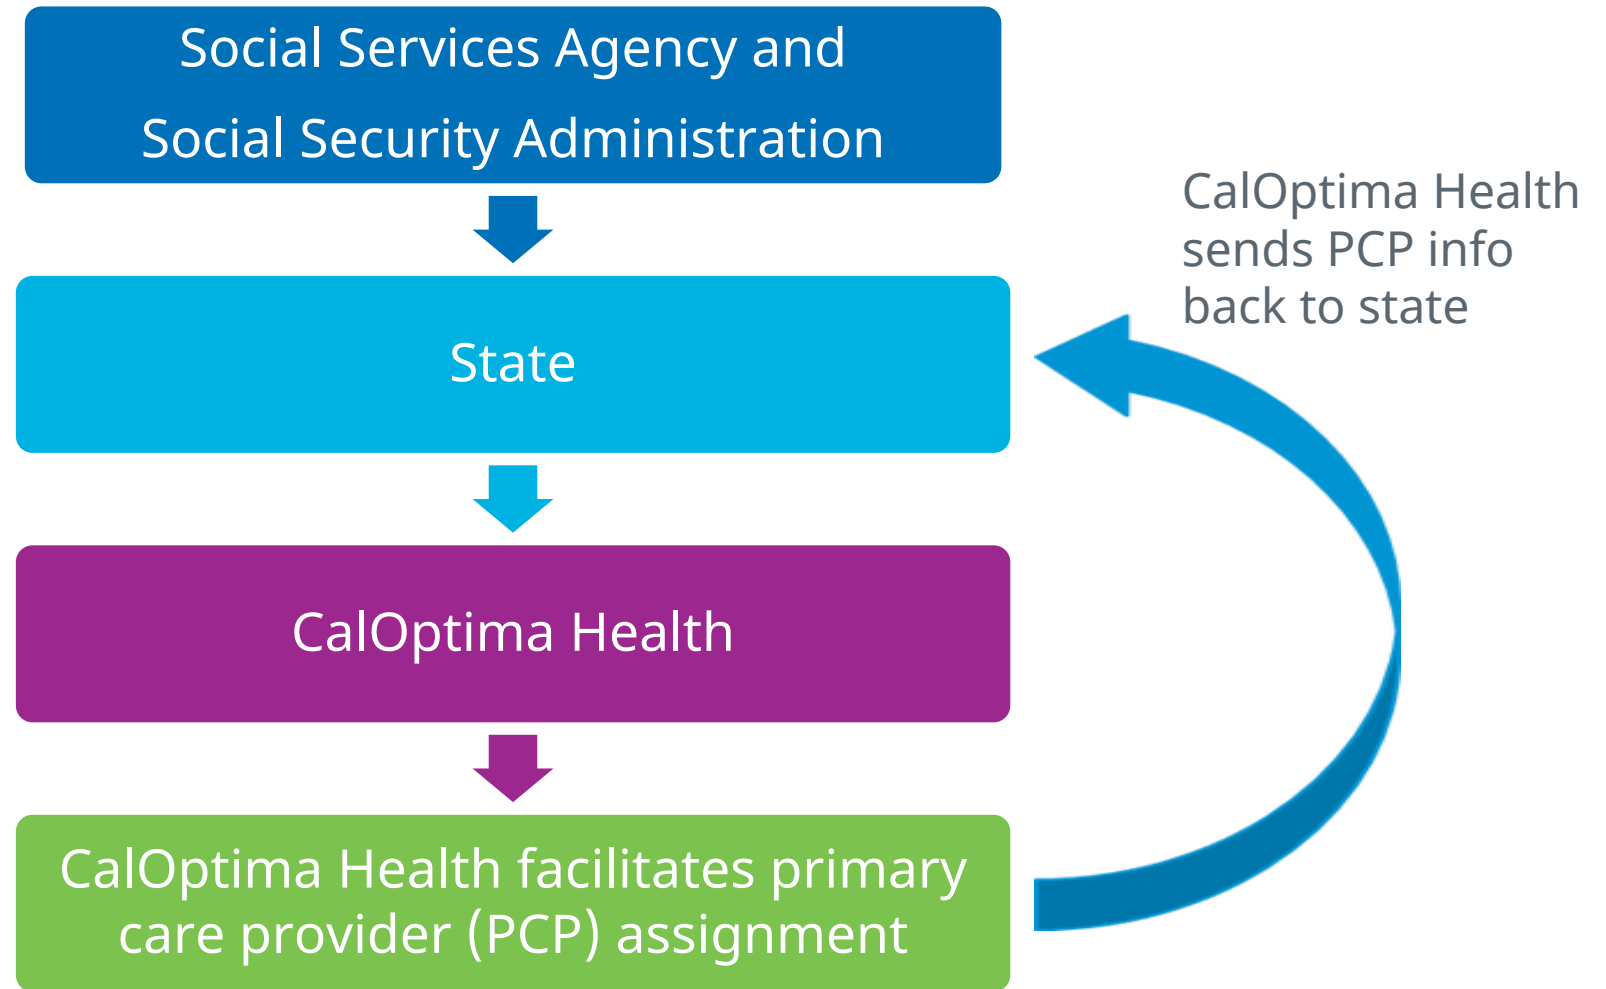 Social Services Agency and
Social Security Administration
CalOptima Health
sends PCP info
back to state
State
CalOptima Health
CalOptima Health facilitates primary
care provider (PCP) assignment